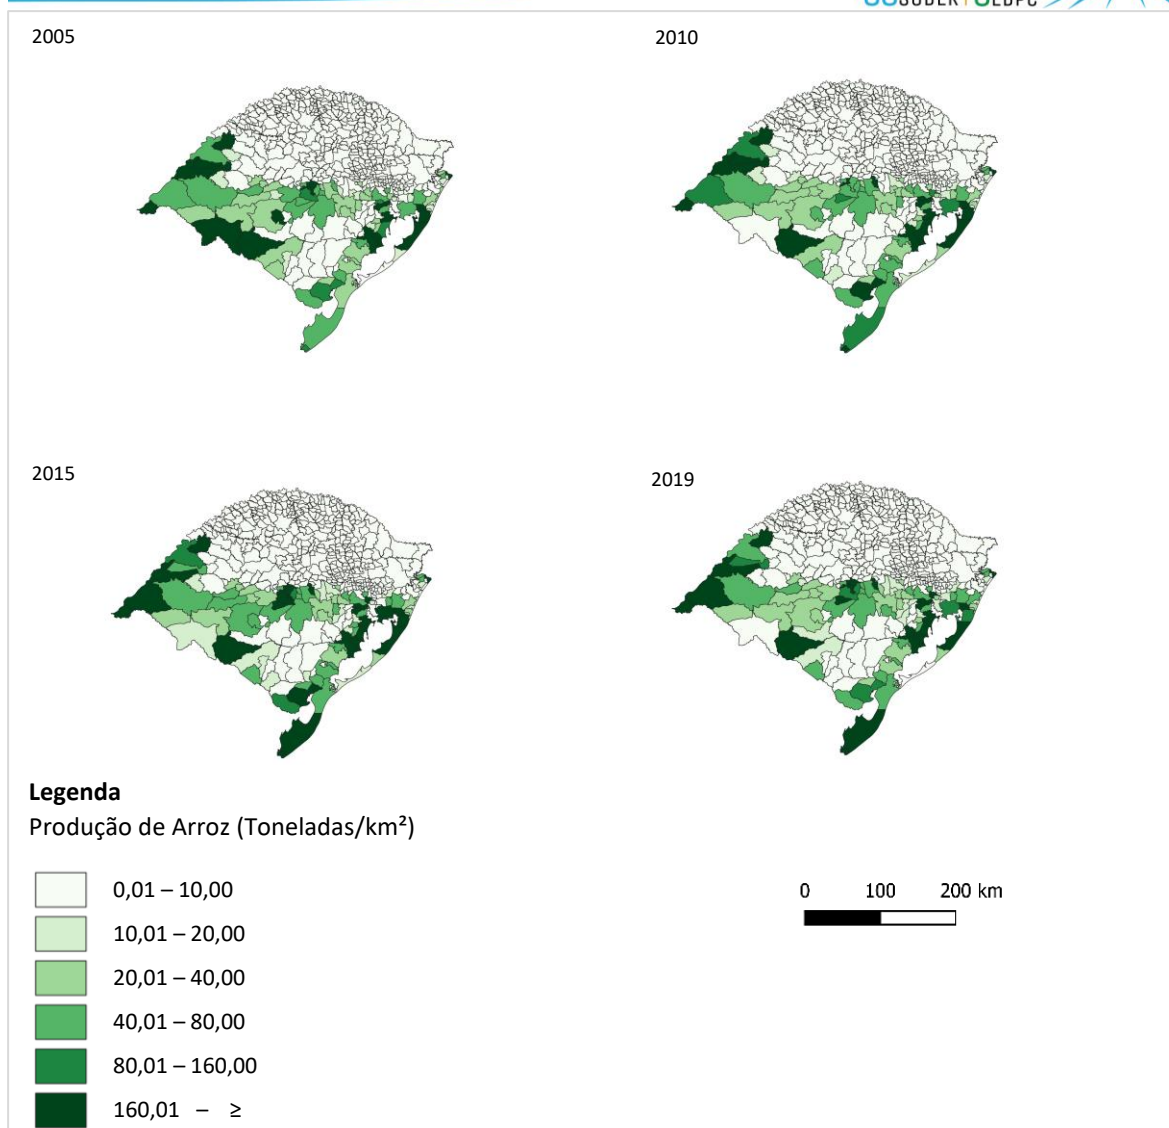 2005
2010
2015
2019
Legenda
Produção de Arroz (Toneladas/km²)
0,01 – 10,00
10,01 – 20,00
20,01 – 40,00
40,01 – 80,00
80,01 – 160,00
160,01 – ≥
0 100 200 km